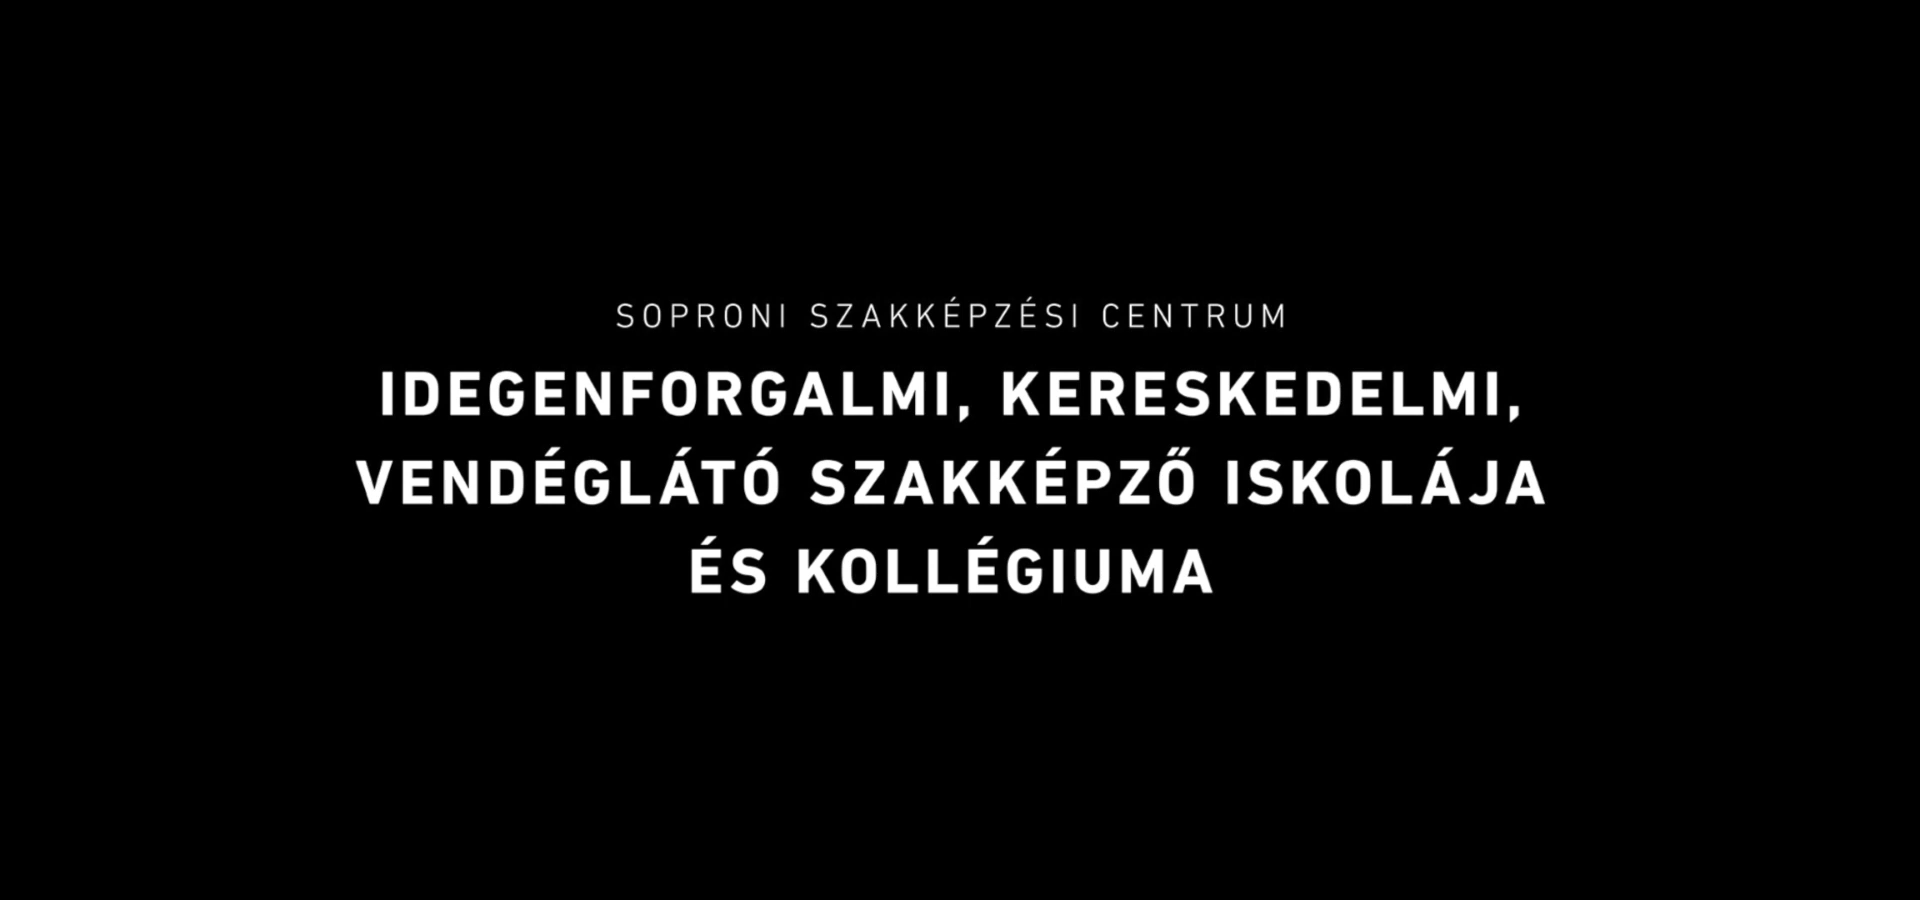 SOPRONI SZAKKÉPZÉSI CENTRUM
IDEGENFORGALMI, KERESKEDELMI,
VENDÉGLÁTÓ SZAKKÉPZŐ ISKOLÁJA
ÉS KOLLÉGIUMA